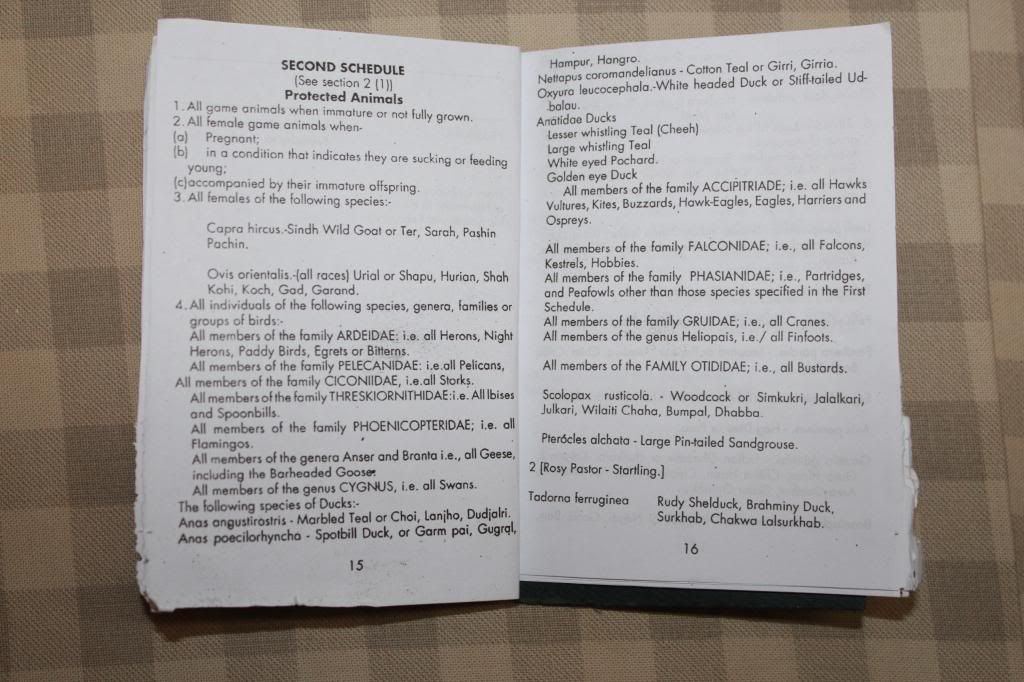 SECOND SCHEDULE
(See section 2 (1)]
Protected Animals
1. All game animals when immature or not fully grown.
2. All female game animals when-
(a) Pregnant;
(b) in a condition that indicates they are sucking or feeding
young;
(c)accompanied by their immature offspring.
3. All females of the following species:-
Capra hircus.-Sindh Wild Goat or Ter, Sarah, Pashin
Pachin.
Ovis orientalis.-(all races) Urial or Shapu, Hurian, Shah
Kohi, Koch, Gad, Garand.
4. All individuals of the following species, genera, families or
groups of birds:-
All members of the family ARDEIDAE: i.e. all Herons, Night
Herons, Paddy Birds, Egrets or Bitterns.
All members of the family PELECANIDAE: i.e.all Pelicans,
All members of the family CICONIIDAE, i.e.all Storks.
All members of the family THRESKIORNITHIDAE:i.e. All Ibises
and Spoonbills.
All members of the family PHOENICOPTERIDAE; i.e. all
Flamingos.
All members of the genera Anser and Branta i.e., all Geese,
including the Barheaded Goose.
All members of the genus CYGNUS, i.e. all Swans.
The following species of Ducks:-
Anas angustirostris - Marbled Teal or Choi, Lanjho, Dudjalri.
Anas poecilorhyncha - Spotbill Duck, or Garm pai, Gugral,
15
Hampur, Hangro.
Nettapus coromandelianus - Cotton Teal or Girri, Girria.
Oxyura leucocephala.-White headed Duck or Stiff-tailed Ud-
balau.
Anatidae Ducks
Lesser whistling Teal (Cheeh)
Large whistling Teal
White eyed Pochard.
Golden eye Duck
All members of the family ACCIPITRIADE; i.e. all Hawks
Vultures, Kites, Buzzards, Hawk-Eagles, Eagles, Harriers and
Ospreys.
All members of the family FALCONIDAE; i.e., all Falcons,
Kestrels, Hobbies.
All members of the family PHASIANIDAE; i.e., Partridges,
and Peafowls other than those species specified in the First
Schedule.
All members of the family GRUIDAE; i.e., all Cranes.
All members of the genus Heliopais, i.e./ all Finfoots.
All members of the FAMILY OTIDIDAE; i.e., all Bustards.
Scolopax rusticola. - Woodcock or Simkukri, Jalalkari,
Julkari, Wilaiti Chaha, Bumpal, Dhabba.
Pterocles alchata - Large Pin-tailed Sandgrouse.
2 [Rosy Pastor - Startling.]
Tadorna ferruginea Rudy Shelduck, Brahminy Duck,
Surkhab, Chakwa Lalsurkhab.
16